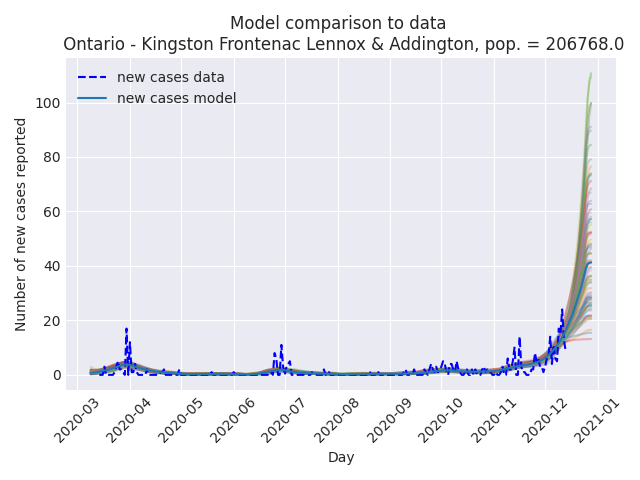 Model comparison to data
Ontario - Kingston Frontenac Lennox & Addington, pop. = 206768.0
new cases data
new cases model
Number of new cases reported
100
80
60
40
20
0
2020-03
2020-04
2020-05
2020-06
2020-07
2020-08
2020-09
2020-10
2020-11
2020-12
2021-01
Day